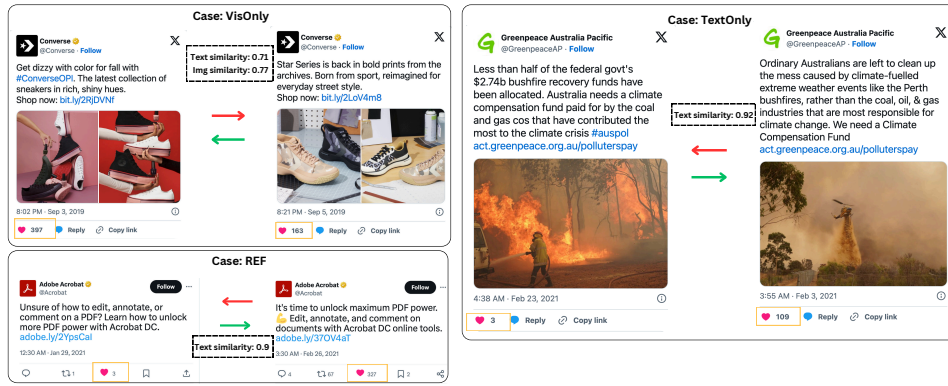 Case: VisOnly
Converse
@Converse · Follow
Get dizzy with color for fall with
#ConverseOPI. The latest collection of
sneakers in rich, shiny hues.
Shop now: bit.ly/2RjDVNf
8:02 PM · Sep 3, 2019
397 Reply Copy link
Text similarity: 0.71
Img similarity: 0.77
Converse
@Converse · Follow
Star Series is back in bold prints from the
archives. Born from sport, reimagined for
everyday street style.
Shop now: bit.ly/2LoV4m8
8:21 PM · Sep 5, 2019
163 Reply Copy link
Case: REF
Adobe Acrobat
@Acrobat
Follow
Unsure of how to edit, annotate, or
comment on a PDF? Learn how to unlock
more PDF power with Acrobat DC.
adobe.ly/2YpsCaI
12:30 AM · Jan 29, 2021
1 3
Text similarity: 0.9
Adobe Acrobat
@Acrobat
Follow
It's time to unlock maximum PDF power.
💪 Edit, annotate, and comment on
documents with Acrobat DC online tools.
adobe.ly/37OV4aT
3:30 AM · Feb 26, 2021
4 67 327 2
Case: TextOnly
Greenpeace Australia Pacific
@GreenpeaceAP · Follow
Less than half of the federal govt's
$2.74b bushfire recovery funds have
been allocated. Australia needs a climate
compensation fund paid for by the coal
and gas cos that have contributed the
most to the climate crisis #auspol
act.greenpeace.org.au/polluterspay
4:38 AM · Feb 23, 2021
3 Reply Copy link
Text similarity: 0.92
Greenpeace Australia Pacific
@GreenpeaceAP · Follow
Ordinary Australians are left to clean up
the mess caused by climate-fuelled
extreme weather events like the Perth
bushfires, rather than the coal, oil, & gas
industries that are most responsible for
climate change. We need a Climate
Compensation Fund
act.greenpeace.org.au/polluterspay
3:55 AM · Feb 3, 2021
109 Reply Copy link